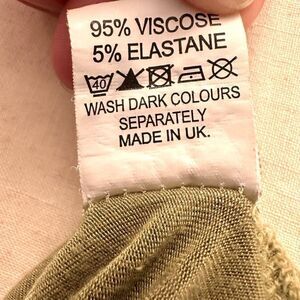 95% VISCOSE
5% ELASTANE
40
WASH DARK COLOURS
SEPARATELY
MADE IN UK.